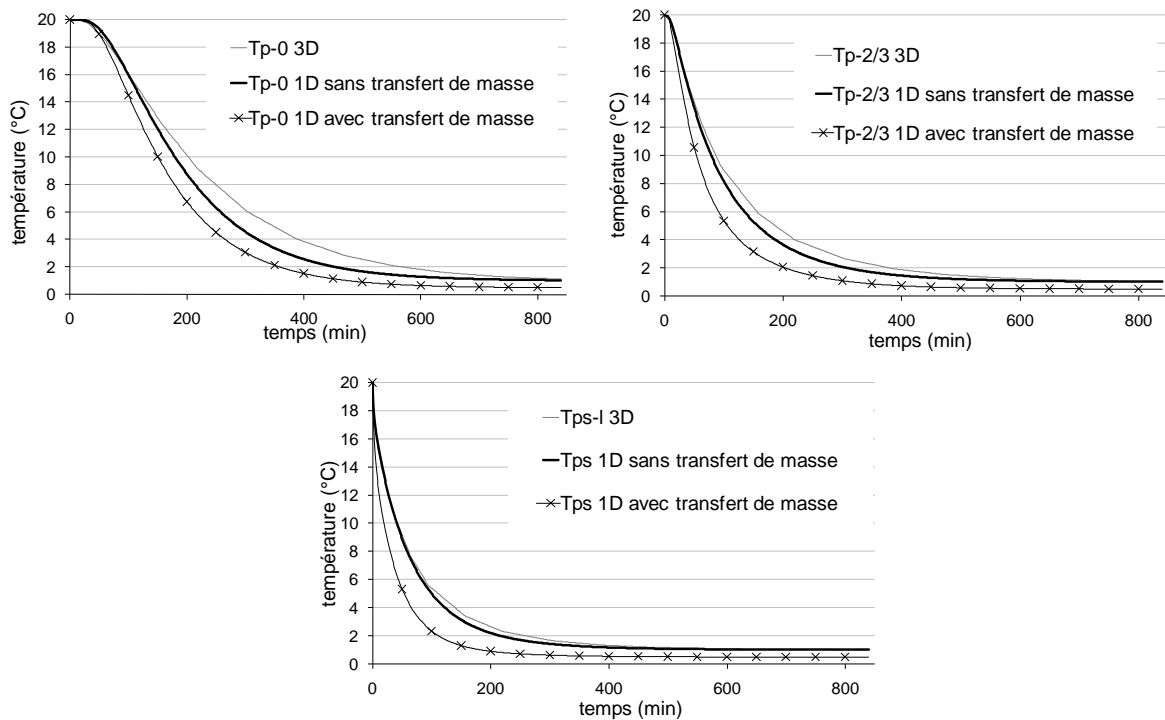 20
18
16
14
12
10
8
6
4
2
0
température (°C)
Tp-0 3D
Tp-0 1D sans transfert de masse
Tp-0 1D avec transfert de masse
0 200 400 600 800
temps (min)
20
18
16
14
12
10
8
6
4
2
0
température (°C)
Tp-2/3 3D
Tp-2/3 1D sans transfert de masse
Tp-2/3 1D avec transfert de masse
0 200 400 600 800
temps (min)
20
18
16
14
12
10
8
6
4
2
0
température (°C)
Tps-l 3D
Tps 1D sans transfert de masse
Tps 1D avec transfert de masse
0 200 400 600 800
temps (min)